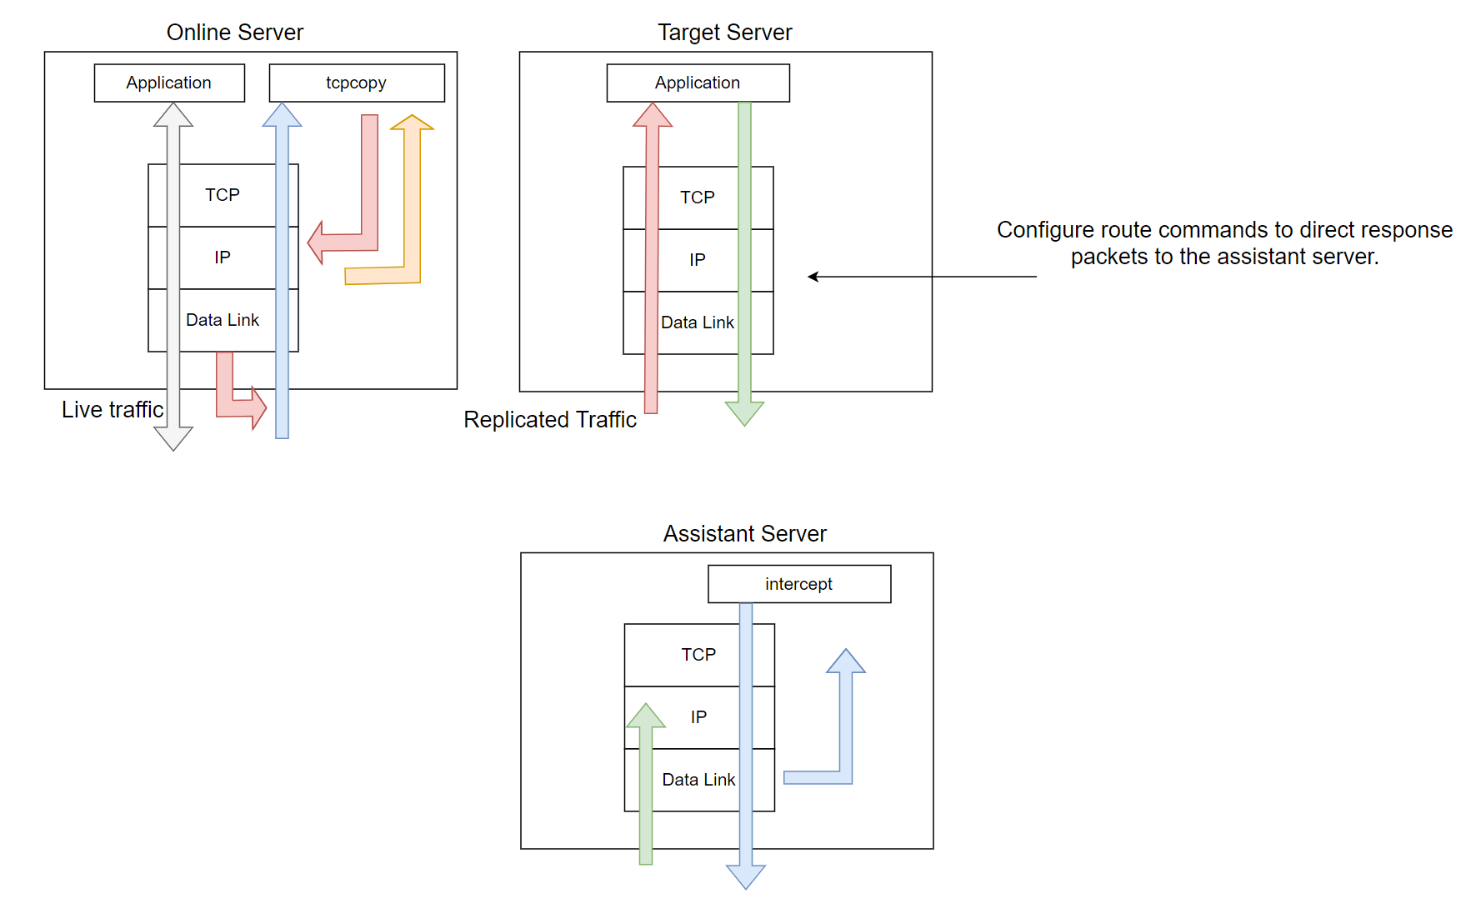 Online Server
Target Server
Application
tcpcopy
Application
TCP
IP
Data Link
TCP
IP
Data Link
Configure route commands to direct response
packets to the assistant server.
Live traffic
Replicated Traffic
Assistant Server
intercept
TCP
IP
Data Link